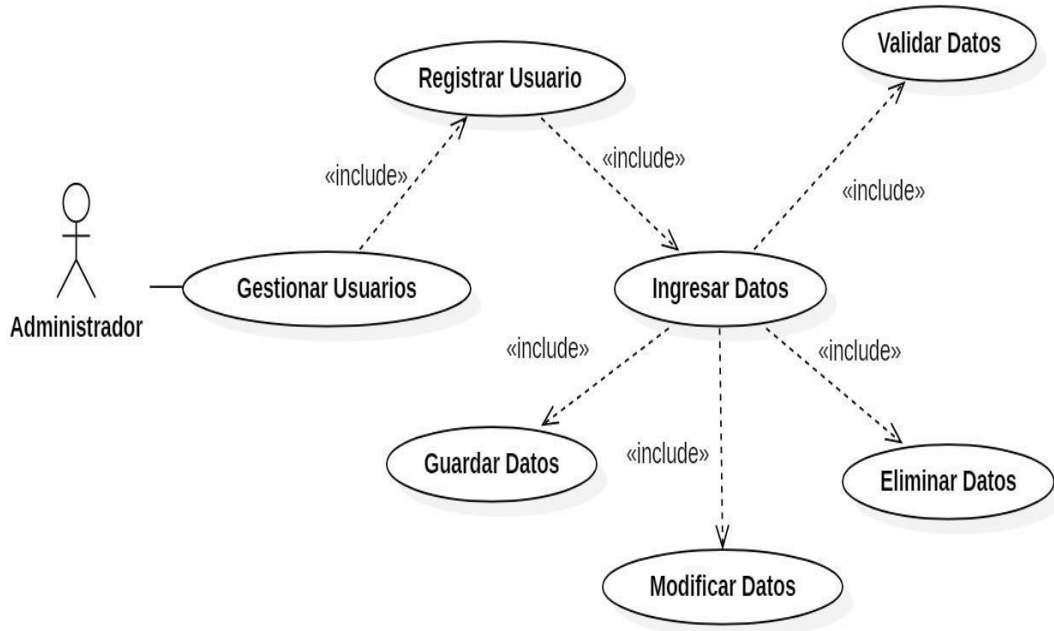 Validar Datos
Registrar Usuario
«include»
«include»
«include»
Gestionar Usuarios
Ingresar Datos
Administrador
«include»
«include»
«include»
Guardar Datos
Eliminar Datos
Modificar Datos